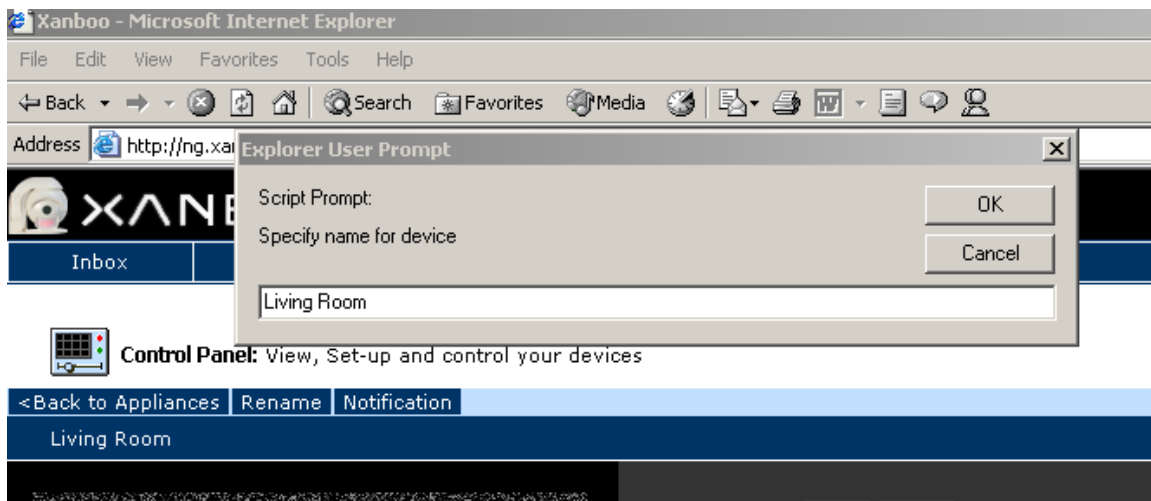 Xanboo - Microsoft Internet Explorer
File Edit View Favorites Tools Help
Back Search Favorites Media
Address http://ng.xan
Explorer User Prompt
Script Prompt:
OK
Specify name for device
Cancel
Living Room
XANB
Inbox
Control Panel: View, Set-up and control your devices
<Back to Appliances Rename Notification
Living Room